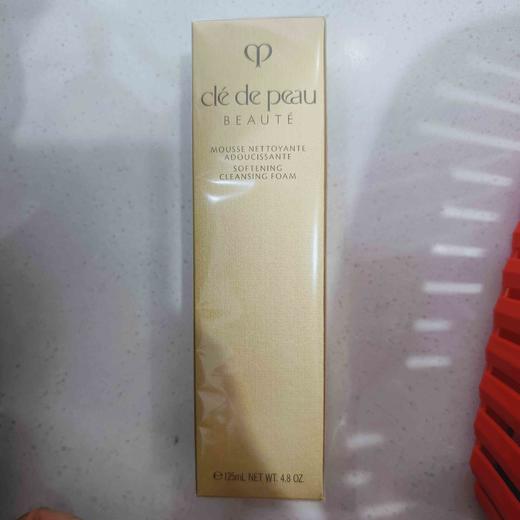 clé de peau
BEAUTÉ
MOUSSE NETTOYANTE
ADOUCISSANTE
SOFTENING
CLEANSING FOAM
℮125mL NET WT. 4.8 OZ.